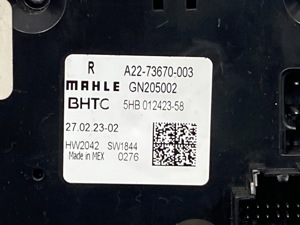 R A22-73670-003
MAHLE GN205002
BHTC 5HB 012423-58
27.02.23-02
HW2042 SW1844
Made in MEX 0276